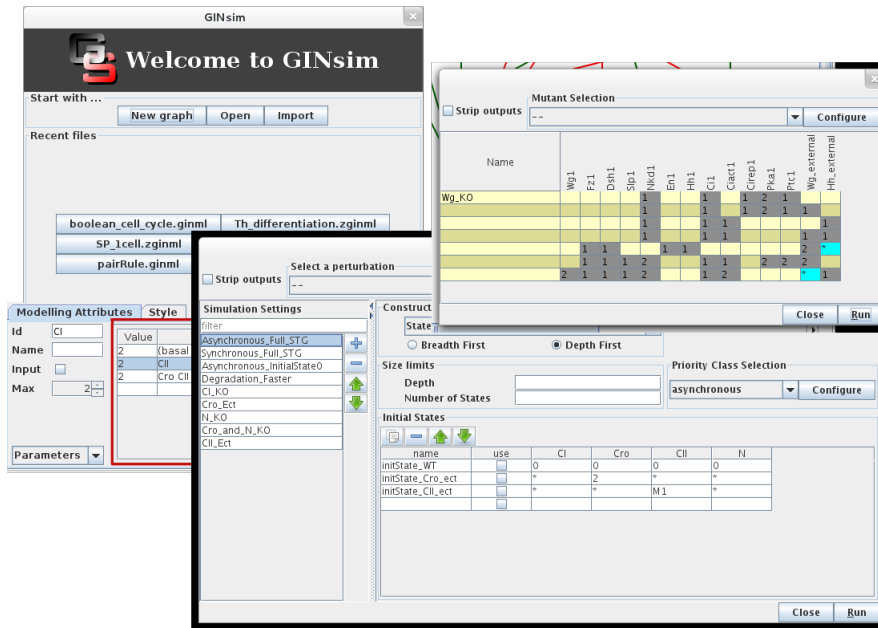 GINsim
Welcome to GINsim
Start with ...
New graph Open Import
Recent files
boolean_cell_cycle.ginml Th_differentiation.zginml
SP_1cell.zginml
pairRule.ginml
Mutant Selection
Strip outputs -- Configure
Name Wg1 Fz1 Dsh1 Slp1 Nkd1 En1 Hh1 Ci1 Ciact1 Cirep1 Pka1 Ptc1 Wg_external Hh_external
Wg_KO 1 1 1 2 1
1 1 1 2 1 1
1 1 1 1
1 1 1 1 1
1 1 1 1 2 *
1 1 1 2 1 1 2 2 2
2 1 1 1 2 1 2 * 1
Close Run
Modelling Attributes Style
Id CI
Name
Input
Max 2
Parameters
Value
2 (basal
2 CII
2 Cro CII
Select a perturbation
Strip outputs --
Simulation Settings
filter
Asynchronous_Full_STG
Synchronous_Full_STG
Asynchronous_InitialState0
Degradation_Faster
CI_KO
Cro_Ect
N_KO
Cro_and_N_KO
CII_Ect
Construct
State
Breadth First Depth First
Size limits
Depth
Number of States
Priority Class Selection
asynchronous Configure
Initial States
name use CI Cro CII N
initState_WT 0 0 0 0
initState_Cro_ect * 2 * *
initState_CII_ect * * M1 *
Close Run